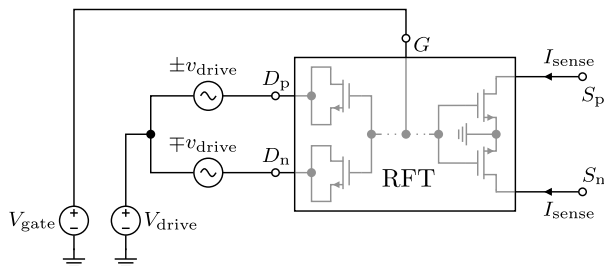 G
I_sense
±v_drive
D_p
S_p
∓v_drive
D_n
S_n
RFT
I_sense
V_gate
V_drive